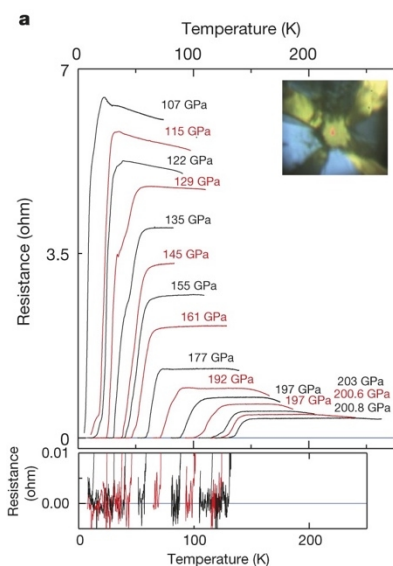 a
Temperature (K)
0 100 200
7
107 GPa
115 GPa
122 GPa
129 GPa
135 GPa
3.5
145 GPa
155 GPa
161 GPa
177 GPa
192 GPa
197 GPa
203 GPa
197 GPa
200.6 GPa
200.8 GPa
0
Resistance (ohm)
0.01
0.00
Resistance
(ohm)
0 100 200
Temperature (K)